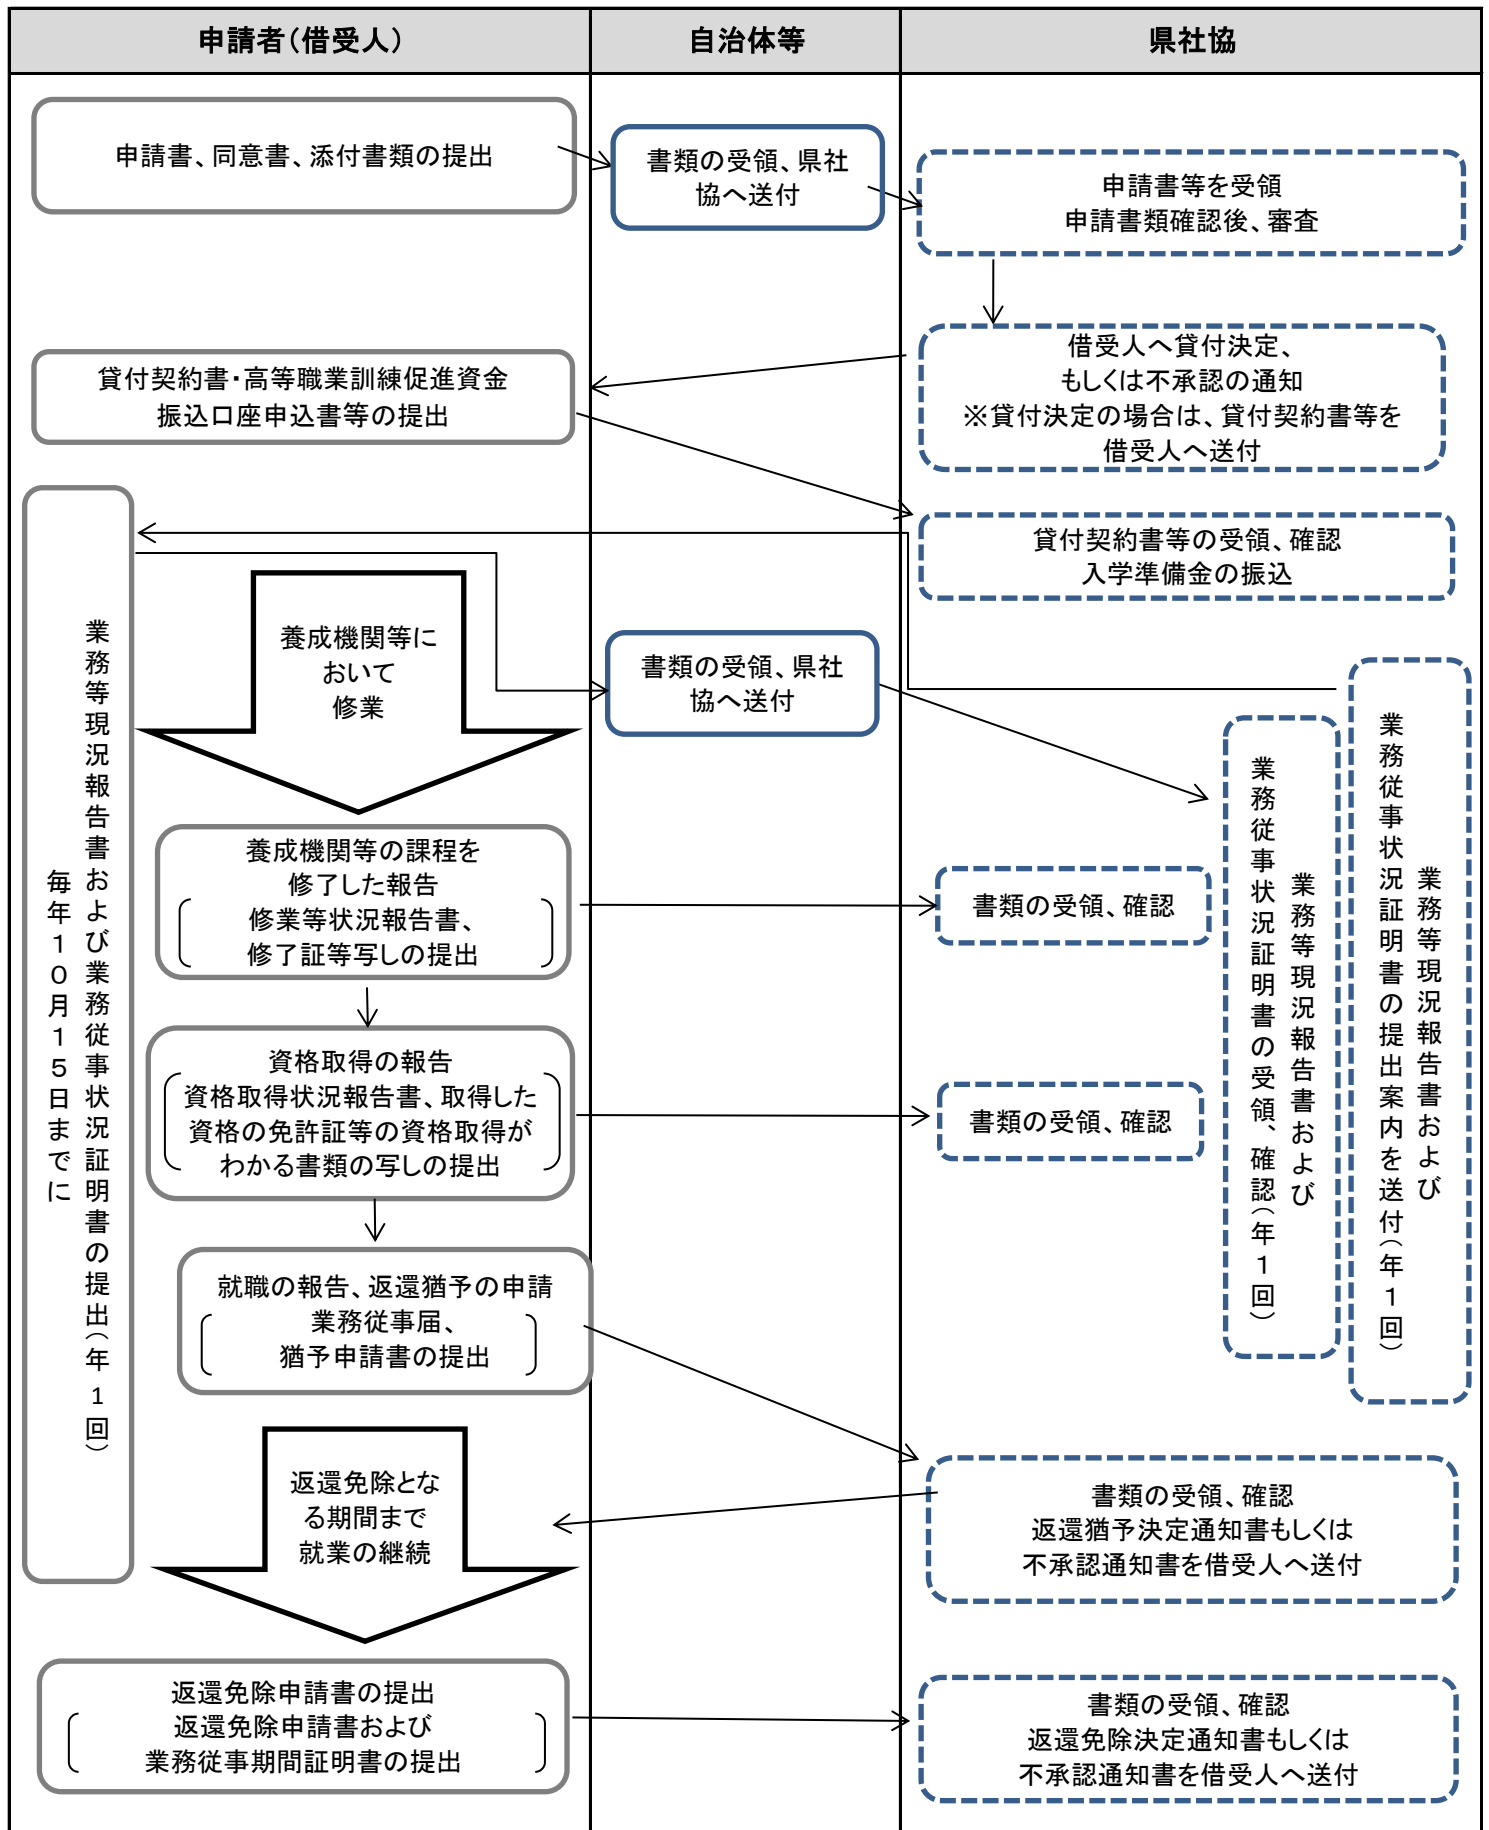 申請者（借受人）
自治体等
県社協
申請書、同意書、添付書類の提出
書類の受領、県社
協へ送付
申請書等を受領
申請書類確認後、審査
借受人へ貸付決定、
もしくは不承認の通知
※貸付決定の場合は、貸付契約書等を
借受人へ送付
貸付契約書・高等職業訓練促進資金
振込口座申込書等の提出
貸付契約書等の受領、確認
入学準備金の振込
業務等現況報告書および業務従事状況証明書の提出（年1回）
毎年１０月１５日までに
養成機関等に
おいて
修業
書類の受領、県社
協へ送付
業務等現況報告書および
業務従事状況証明書の提出案内を送付（年1回）
業務等現況報告書および
業務従事状況証明書の受領、確認（年1回）
養成機関等の課程を
修了した報告
修業等状況報告書、
修了証等写しの提出
書類の受領、確認
資格取得の報告
資格取得状況報告書、取得した
資格の免許証等の資格取得が
わかる書類の写しの提出
書類の受領、確認
就職の報告、返還猶予の申請
業務従事届、
猶予申請書の提出
返還免除とな
る期間まで
就業の継続
書類の受領、確認
返還猶予決定通知書もしくは
不承認通知書を借受人へ送付
返還免除申請書の提出
返還免除申請書および
業務従事期間証明書の提出
書類の受領、確認
返還免除決定通知書もしくは
不承認通知書を借受人へ送付